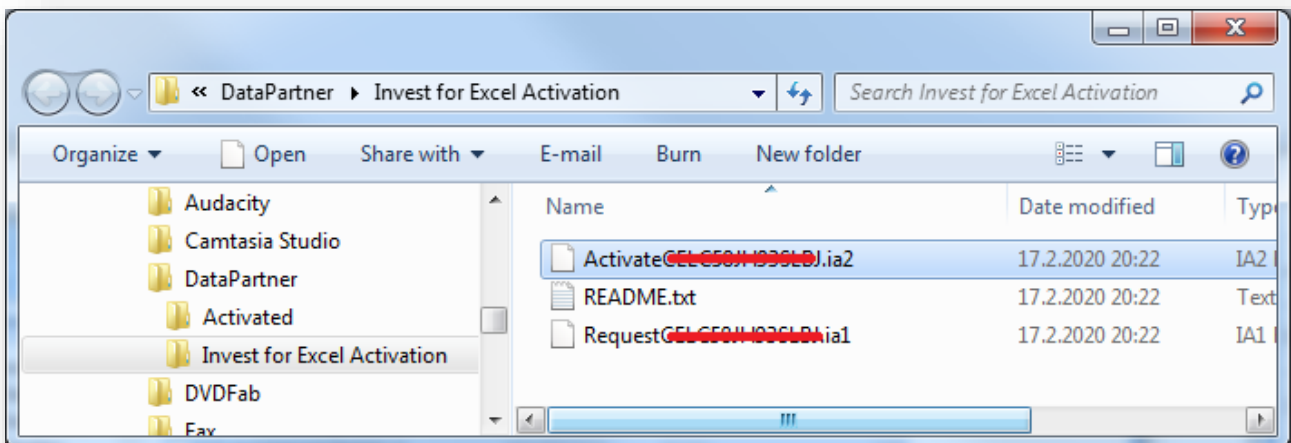 « DataPartner ▸ Invest for Excel Activation
Search Invest for Excel Activation
Organize Open Share with E-mail Burn New folder
Audacity
Camtasia Studio
DataPartner
Activated
Invest for Excel Activation
DVDFab
Fax
Name Date modified Type
.ia2 17.2.2020 20:22 IA2
README.txt 17.2.2020 20:22 Text
ia1 17.2.2020 20:22 IA1